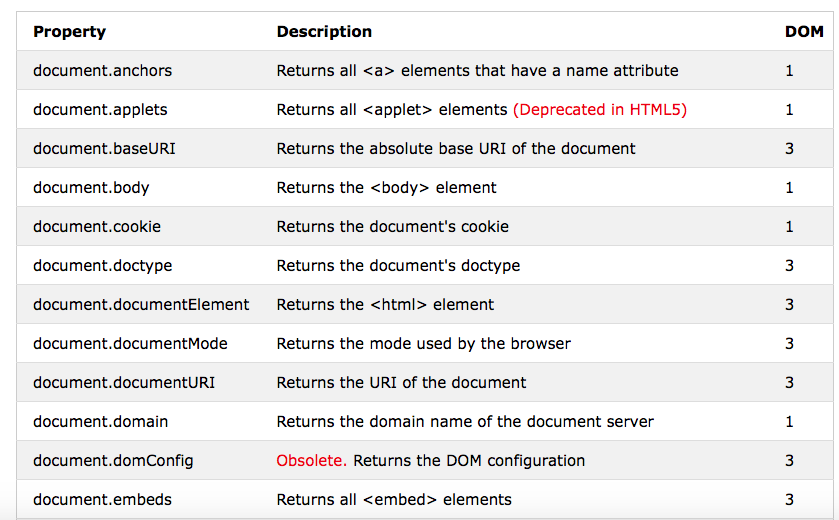 Property Description DOM
document.anchors Returns all <a> elements that have a name attribute 1
document.applets Returns all <applet> elements (Deprecated in HTML5) 1
document.baseURI Returns the absolute base URI of the document 3
document.body Returns the <body> element 1
document.cookie Returns the document's cookie 1
document.doctype Returns the document's doctype 3
document.documentElement Returns the <html> element 3
document.documentMode Returns the mode used by the browser 3
document.documentURI Returns the URI of the document 3
document.domain Returns the domain name of the document server 1
document.domConfig Obsolete. Returns the DOM configuration 3
document.embeds Returns all <embed> elements 3